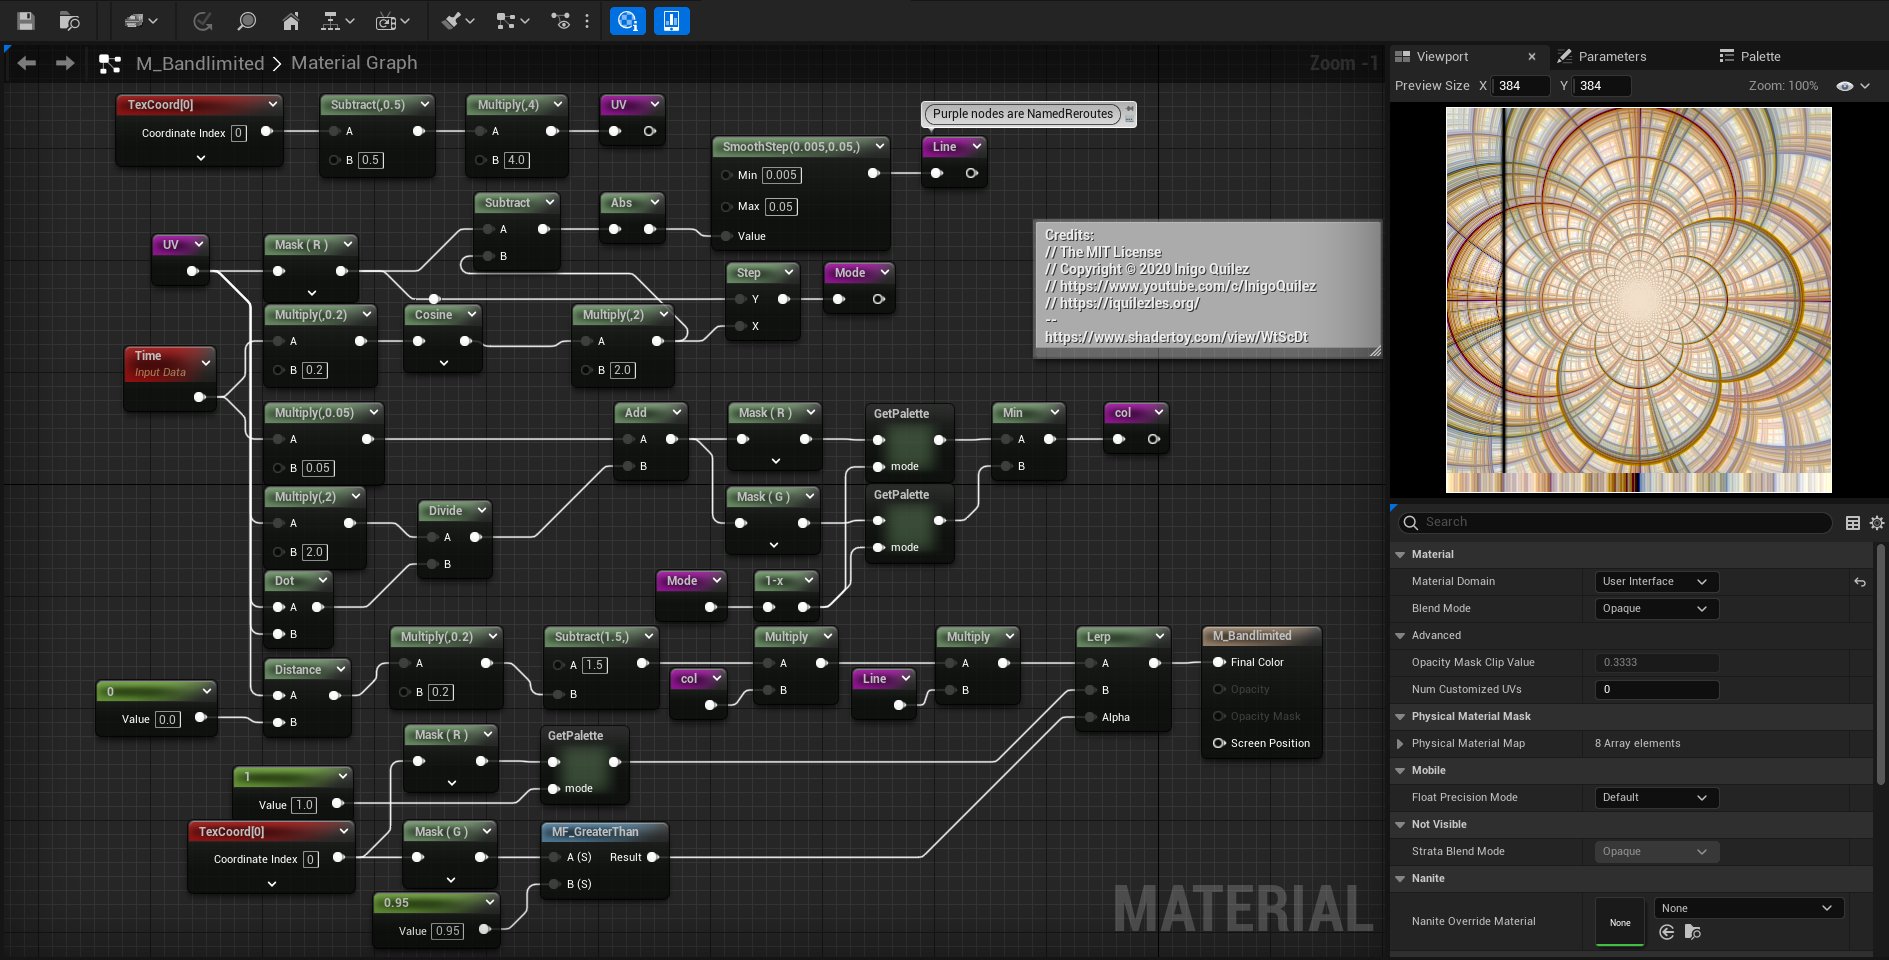 M_Bandlimited > Material Graph
Zoom -1
TexCoord[0]
Coordinate Index 0
Subtract(,0.5)
A
B 0.5
Multiply(,4)
A
B 4.0
UV
Purple nodes are NamedReroutes
SmoothStep(0.005,0.05,)
Min 0.005
Max 0.05
Value
Line
Subtract
A
B
Abs
Credits:
// The MIT License
// Copyright © 2020 Inigo Quilez
// https://www.youtube.com/c/InigoQuilez
// https://iquilezles.org/
--
https://www.shadertoy.com/view/WtScDt
UV
Mask ( R )
Step
Y
X
Mode
Multiply(,0.2)
A
B 0.2
Cosine
Multiply(,2)
A
B 2.0
Time
Input Data
Multiply(,0.05)
A
B 0.05
Add
A
B
Mask ( R )
GetPalette
mode
Min
A
B
col
Multiply(,2)
A
B 2.0
Divide
A
B
Mask ( G )
GetPalette
mode
Dot
A
B
Mode
1-x
Multiply(,0.2)
A
B 0.2
Subtract(1.5,)
A 1.5
B
Multiply
A
B
Multiply
A
B
Lerp
A
B
Alpha
M_Bandlimited
Final Color
Opacity
Opacity Mask
Screen Position
Distance
A
B
0
Value 0.0
col
Line
Mask ( R )
GetPalette
mode
1
Value 1.0
TexCoord[0]
Coordinate Index 0
Mask ( G )
MF_GreaterThan
A (S) Result
B (S)
0.95
Value 0.95
MATERIAL
Viewport
Parameters
Palette
Preview Size X 384 Y 384 Zoom: 100%
Search
Material
Material Domain User Interface
Blend Mode Opaque
Advanced
Opacity Mask Clip Value 0.3333
Num Customized UVs 0
Physical Material Mask
Physical Material Map 8 Array elements
Mobile
Float Precision Mode Default
Not Visible
Strata Blend Mode Opaque
Nanite
Nanite Override Material None None